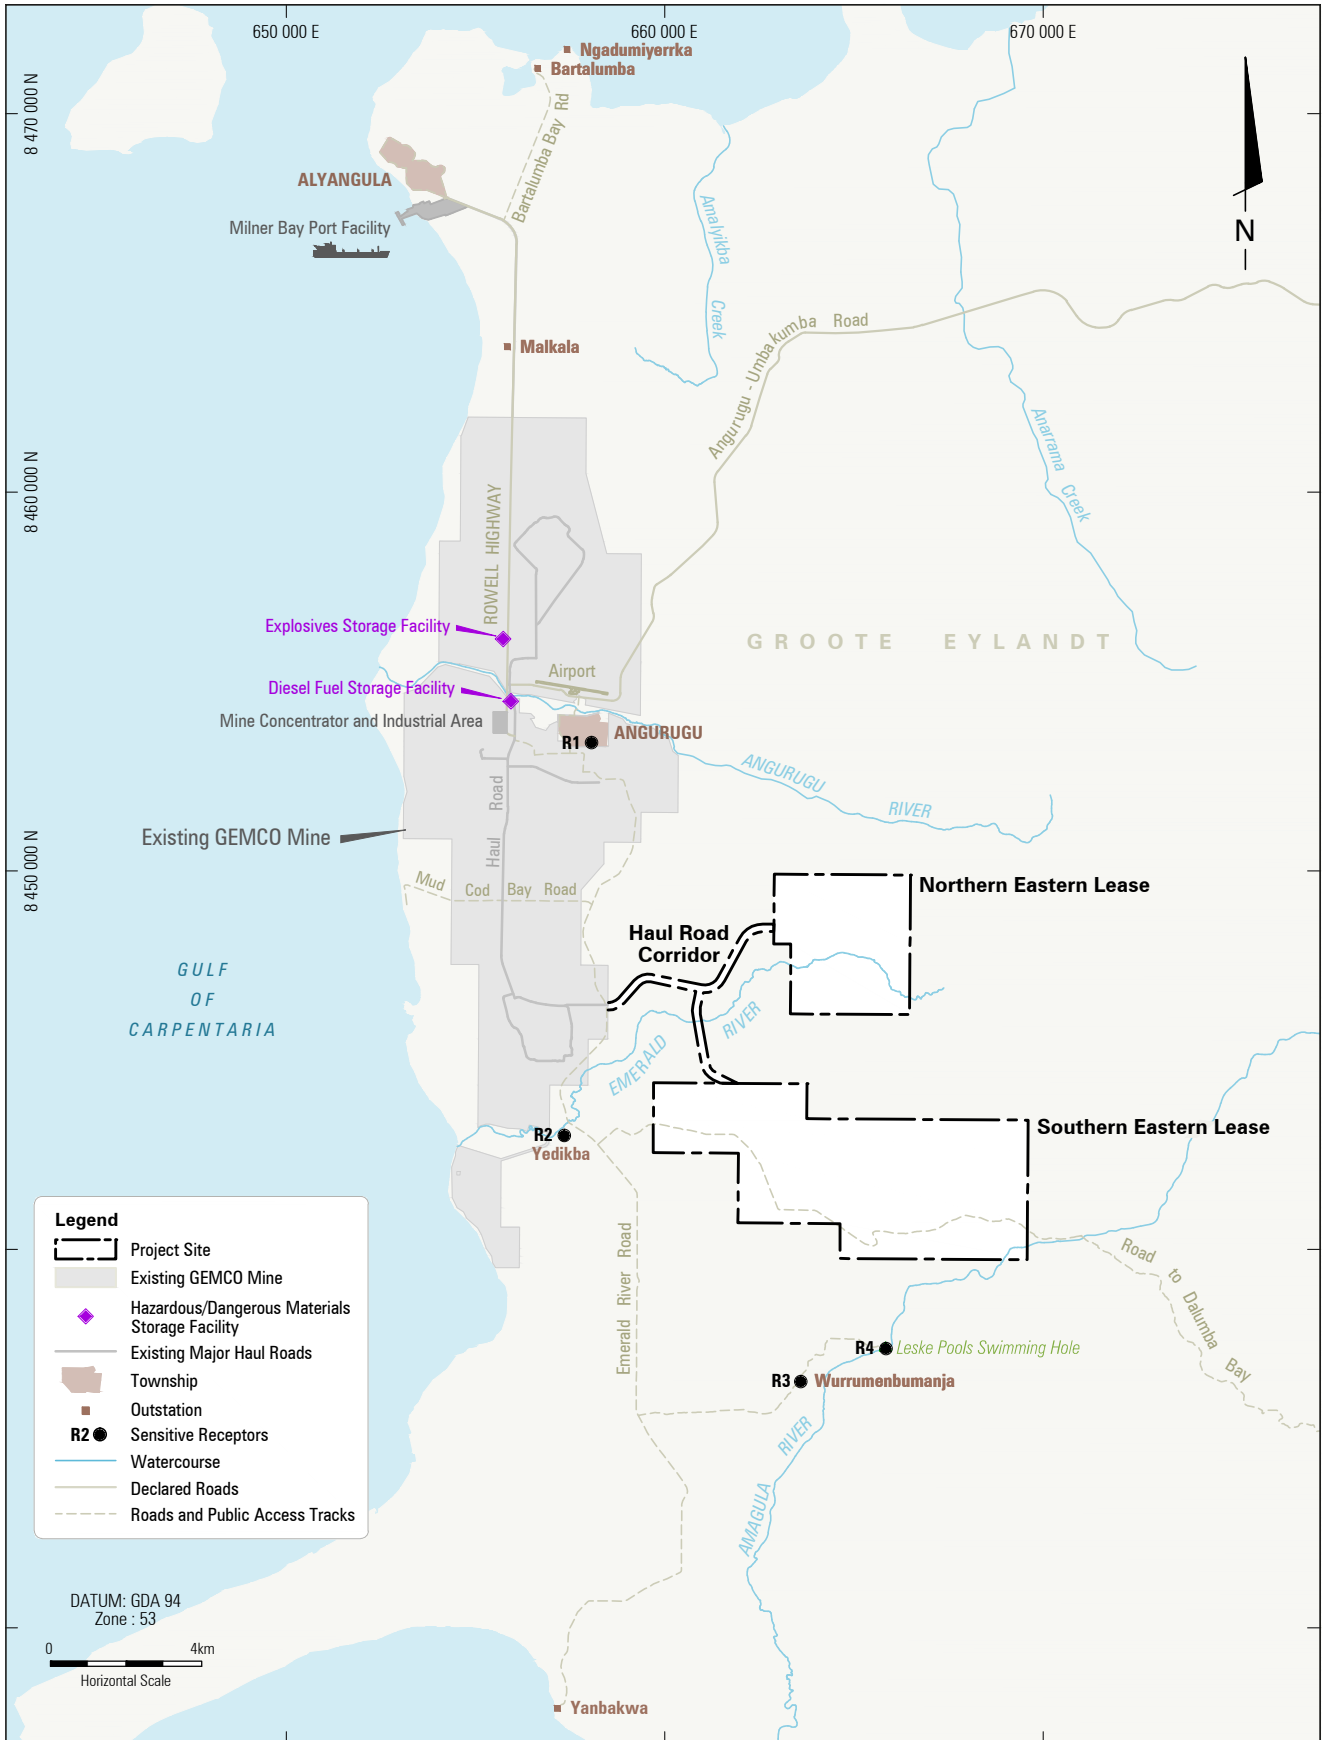 650 000 E
660 000 E
670 000 E
8 470 000 N
8 460 000 N
8 450 000 N
Ngadumiyerrka
Bartalumba
Bartalumba Bay Rd
ALYANGULA
Milner Bay Port Facility
N
Amalyikba Creek
Malkala
Angurugu - Umbakumba Road
Anarrama Creek
ROWELL HIGHWAY
Explosives Storage Facility
GROOTE EYLANDT
Airport
Diesel Fuel Storage Facility
Mine Concentrator and Industrial Area
ANGURUGU
R1
ANGURUGU RIVER
Haul Road
Existing GEMCO Mine
Mud Cod Bay Road
Northern Eastern Lease
Haul Road
Corridor
GULF
OF
CARPENTARIA
EMERALD RIVER
Southern Eastern Lease
R2
Yedikba
Emerald River Road
Road to Dalumba Bay
R4
Leske Pools Swimming Hole
R3
Wurrumenbumanja
AMAGULA RIVER
Yanbakwa
Legend
Project Site
Existing GEMCO Mine
Hazardous/Dangerous Materials
Storage Facility
Existing Major Haul Roads
Township
Outstation
R2
Sensitive Receptors
Watercourse
Declared Roads
Roads and Public Access Tracks
DATUM: GDA 94
Zone : 53
0 4km
Horizontal Scale